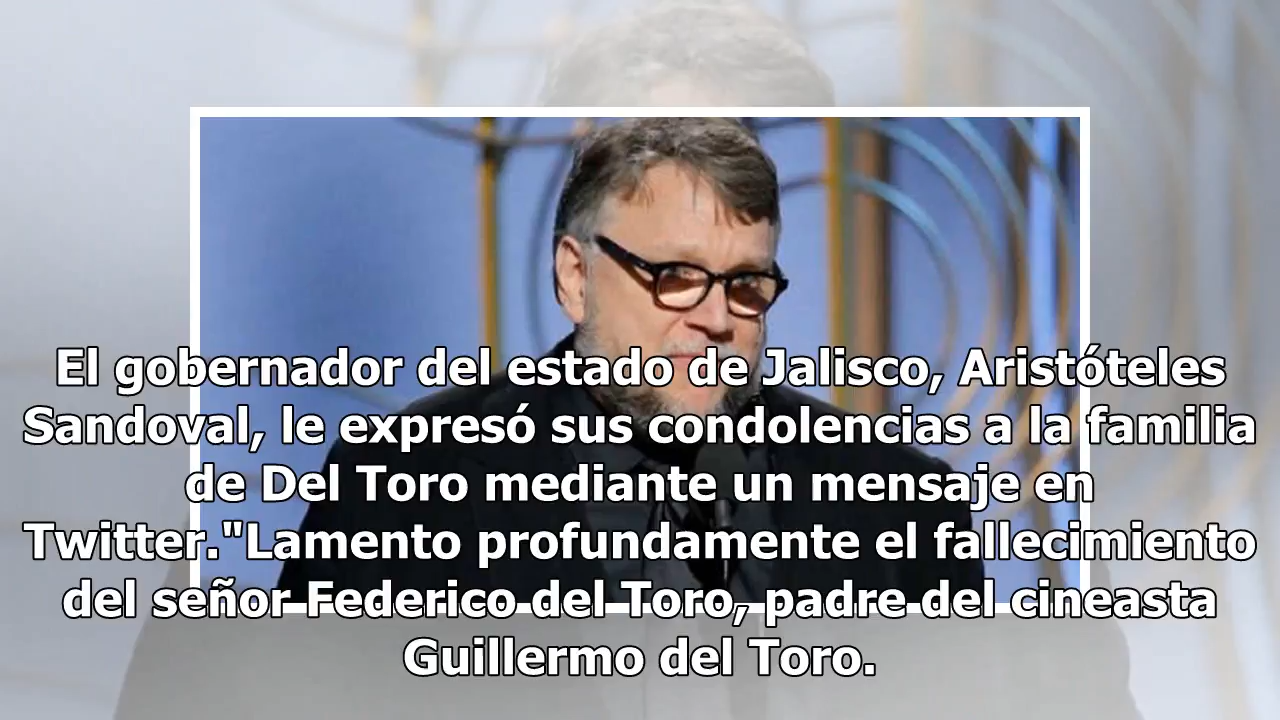 El gobernador del estado de Jalisco, Aristóteles
Sandoval, le expresó sus condolencias a la familia
de Del Toro mediante un mensaje en
Twitter."Lamento profundamente el fallecimiento
del señor Federico del Toro, padre del cineasta
Guillermo del Toro.